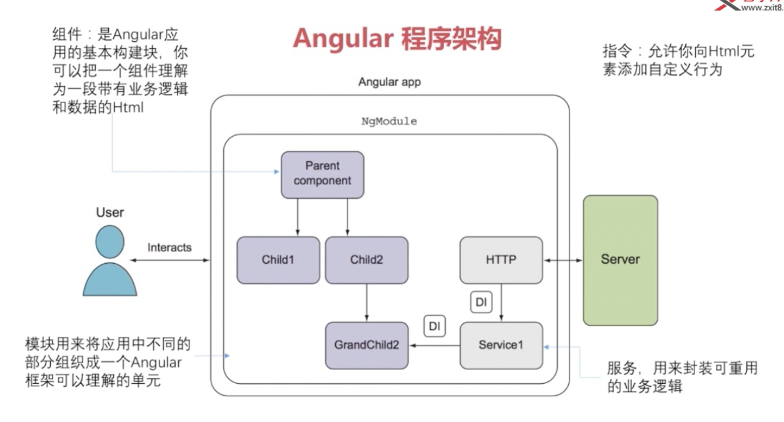 www.zxit8.
Angular 程序架构
组件：是Angular应
用的基本构建块，你
可以把一个组件理解
为一段带有业务逻辑
和数据的Html
指令：允许你向Html元
素添加自定义行为
Angular app
NgModule
Parent
component
User
Interacts
Child1
Child2
HTTP
Server
DI
DI
GrandChild2
Service1
模块用来将应用中不同的
部分组织成一个Angular
框架可以理解的单元
服务，用来封装可重用
的业务逻辑